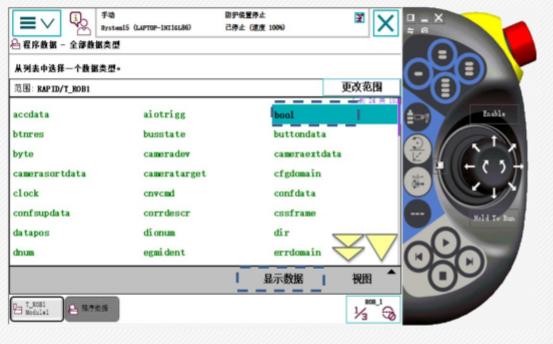 手动
System15 (LAPTOP-1NI16L86)
防护装置停止
已停止 (速度 100%)
程序数据 - 全部数据类型
从列表中选择一个数据类型。
范围: RAPID/T_ROB1
更改范围
accdata aiotrigg bool
btnres busstate buttondata
byte cameradev cameraextdata
camerasortdata cameratarget cfgdomain
clock cnvcmd confdata
confsupdata corrdescr cssframe
datapos dionum dir
dnum egmident errdomain
显示数据 视图
T_ROB1
Module1
程序数据
ROB_1
1/3
Enable
Hold To Run